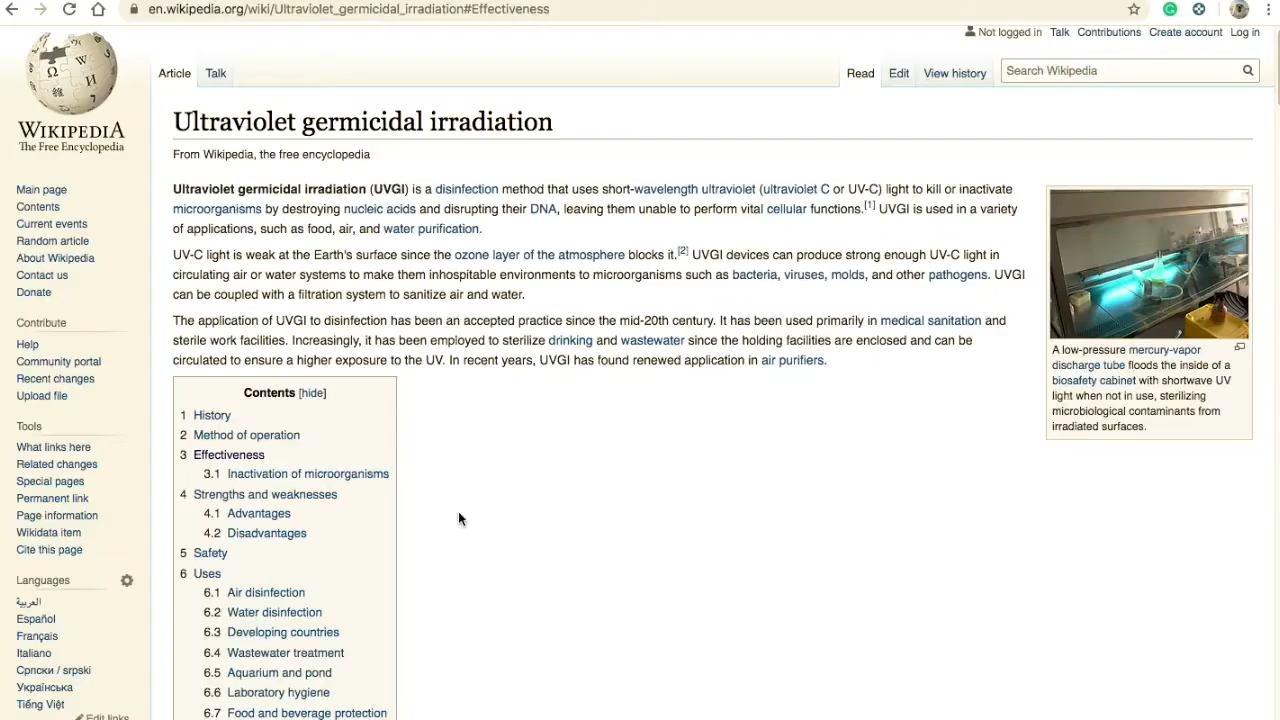 en.wikipedia.org/wiki/Ultraviolet_germicidal_irradiation#Effectiveness
Not logged in Talk Contributions Create account Log in
Article Talk Read Edit View history Search Wikipedia
WIKIPEDIA
The Free Encyclopedia
Main page
Contents
Current events
Random article
About Wikipedia
Contact us
Donate
Contribute
Help
Community portal
Recent changes
Upload file
Tools
What links here
Related changes
Special pages
Permanent link
Page information
Wikidata item
Cite this page
Languages
العربية
Español
Français
Italiano
Српски / srpski
Українська
Tiếng Việt
Edit links
Ultraviolet germicidal irradiation
From Wikipedia, the free encyclopedia
Ultraviolet germicidal irradiation (UVGI) is a disinfection method that uses short-wavelength ultraviolet (ultraviolet C or UV-C) light to kill or inactivate
microorganisms by destroying nucleic acids and disrupting their DNA, leaving them unable to perform vital cellular functions.[1] UVGI is used in a variety
of applications, such as food, air, and water purification.
UV-C light is weak at the Earth's surface since the ozone layer of the atmosphere blocks it.[2] UVGI devices can produce strong enough UV-C light in
circulating air or water systems to make them inhospitable environments to microorganisms such as bacteria, viruses, molds, and other pathogens. UVGI
can be coupled with a filtration system to sanitize air and water.
The application of UVGI to disinfection has been an accepted practice since the mid-20th century. It has been used primarily in medical sanitation and
sterile work facilities. Increasingly, it has been employed to sterilize drinking and wastewater since the holding facilities are enclosed and can be
circulated to ensure a higher exposure to the UV. In recent years, UVGI has found renewed application in air purifiers.
Contents [hide]
1 History
2 Method of operation
3 Effectiveness
3.1 Inactivation of microorganisms
4 Strengths and weaknesses
4.1 Advantages
4.2 Disadvantages
5 Safety
6 Uses
6.1 Air disinfection
6.2 Water disinfection
6.3 Developing countries
6.4 Wastewater treatment
6.5 Aquarium and pond
6.6 Laboratory hygiene
6.7 Food and beverage protection
A low-pressure mercury-vapor
discharge tube floods the inside of a
biosafety cabinet with shortwave UV
light when not in use, sterilizing
microbiological contaminants from
irradiated surfaces.